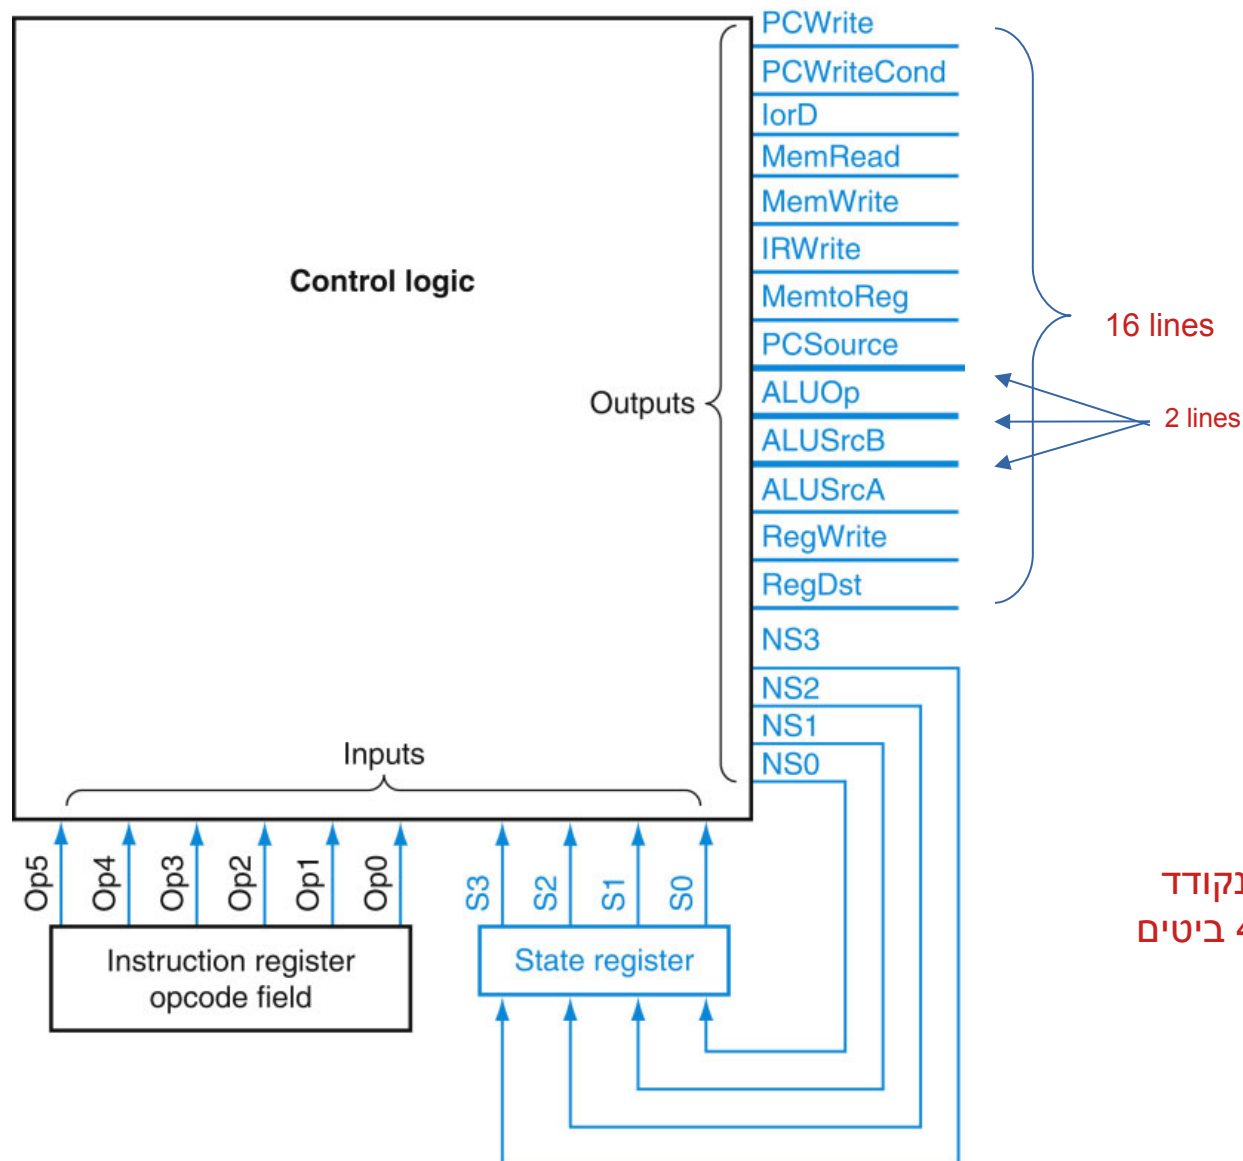 PCWrite
PCWriteCond
IorD
MemRead
MemWrite
IRWrite
MemtoReg
PCSource
ALUOp
ALUSrcB
ALUSrcA
RegWrite
RegDst
NS3
NS2
NS1
NS0
Control logic
Outputs
16 lines
2 lines
Inputs
Op5
Op4
Op3
Op2
Op1
Op0
S3
S2
S1
S0
Instruction register
opcode field
State register
ביטים